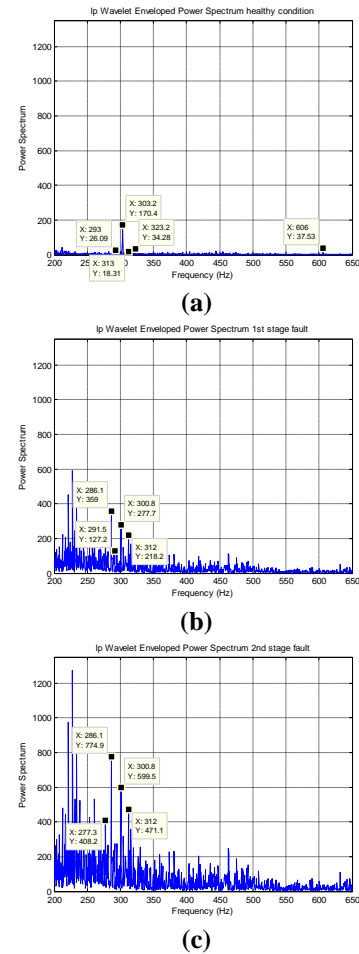 Ip Wavelet Enveloped Power Spectrum healthy condition
1200
1000
800
600
400
200
0
Power Spectrum
X: 303.2
Y: 170.4
X: 293
Y: 26.09
X: 323.2
Y: 34.28
X: 606
Y: 37.53
X: 313
Y: 18.31
200 250 300 350 400 450 500 550 600 650
Frequency (Hz)
(a)
Ip Wavelet Enveloped Power Spectrum 1st stage fault
1200
1000
800
600
400
200
0
Power Spectrum
X: 286.1
Y: 359
X: 300.8
Y: 277.7
X: 291.5
Y: 127.2
X: 312
Y: 218.2
200 250 300 350 400 450 500 550 600 650
Frequency (Hz)
(b)
Ip Wavelet Enveloped Power Spectrum 2nd stage fault
1200
1000
800
600
400
200
0
Power Spectrum
X: 286.1
Y: 774.9
X: 300.8
Y: 599.5
X: 277.3
Y: 408.2
X: 312
Y: 471.1
200 250 300 350 400 450 500 550 600 650
Frequency (Hz)
(c)